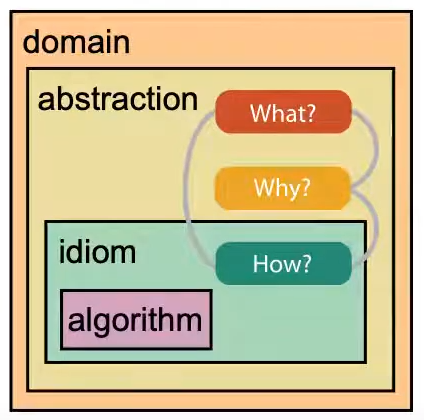 domain
abstraction
What?
Why?
idiom
How?
algorithm